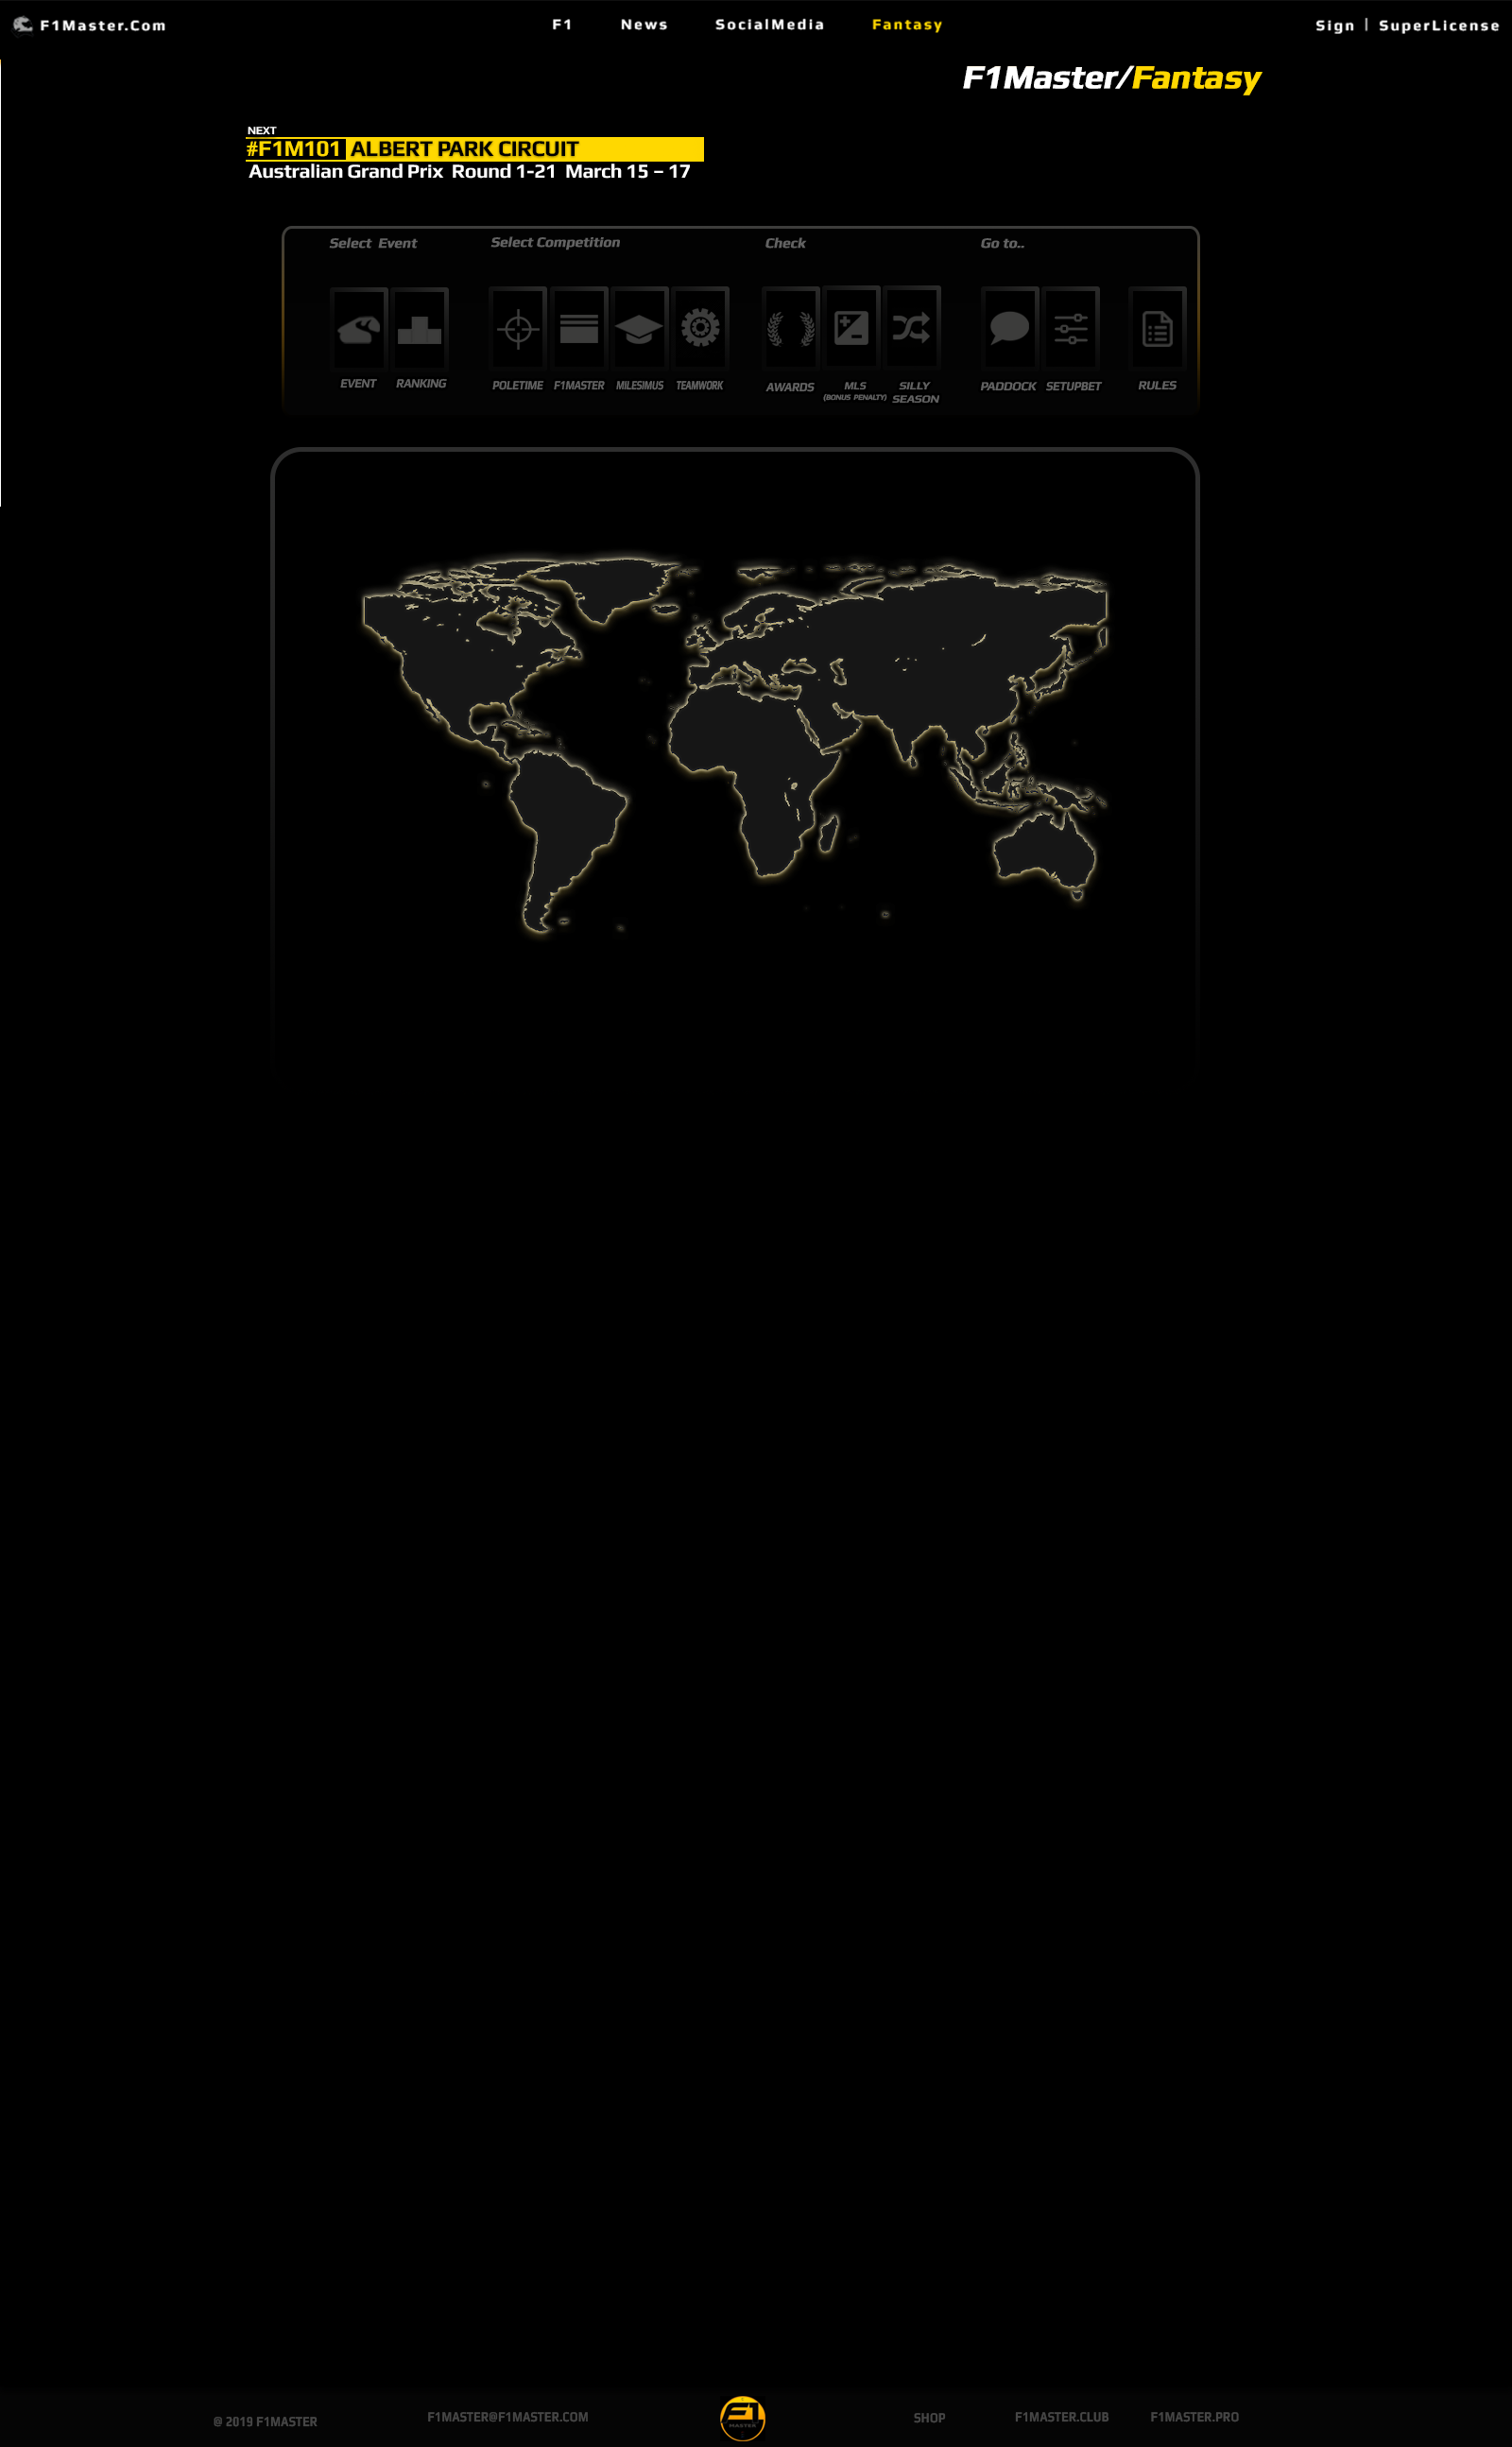 F1Master.Com
F1 News SocialMedia Fantasy
Sign | SuperLicense
F1Master/Fantasy
NEXT
#F1M101 ALBERT PARK CIRCUIT
Australian Grand Prix Round 1-21 March 15 – 17
Select Event Select Competition Check Go to..
EVENT RANKING POLETIME F1MASTER MILESIMUS TEAMWORK AWARDS MLS SILLY PADDOCK SETUPBET RULES
(BONUS PENALTY) SEASON
@ 2019 F1MASTER F1MASTER@F1MASTER.COM F1 MASTER SHOP F1MASTER.CLUB F1MASTER.PRO